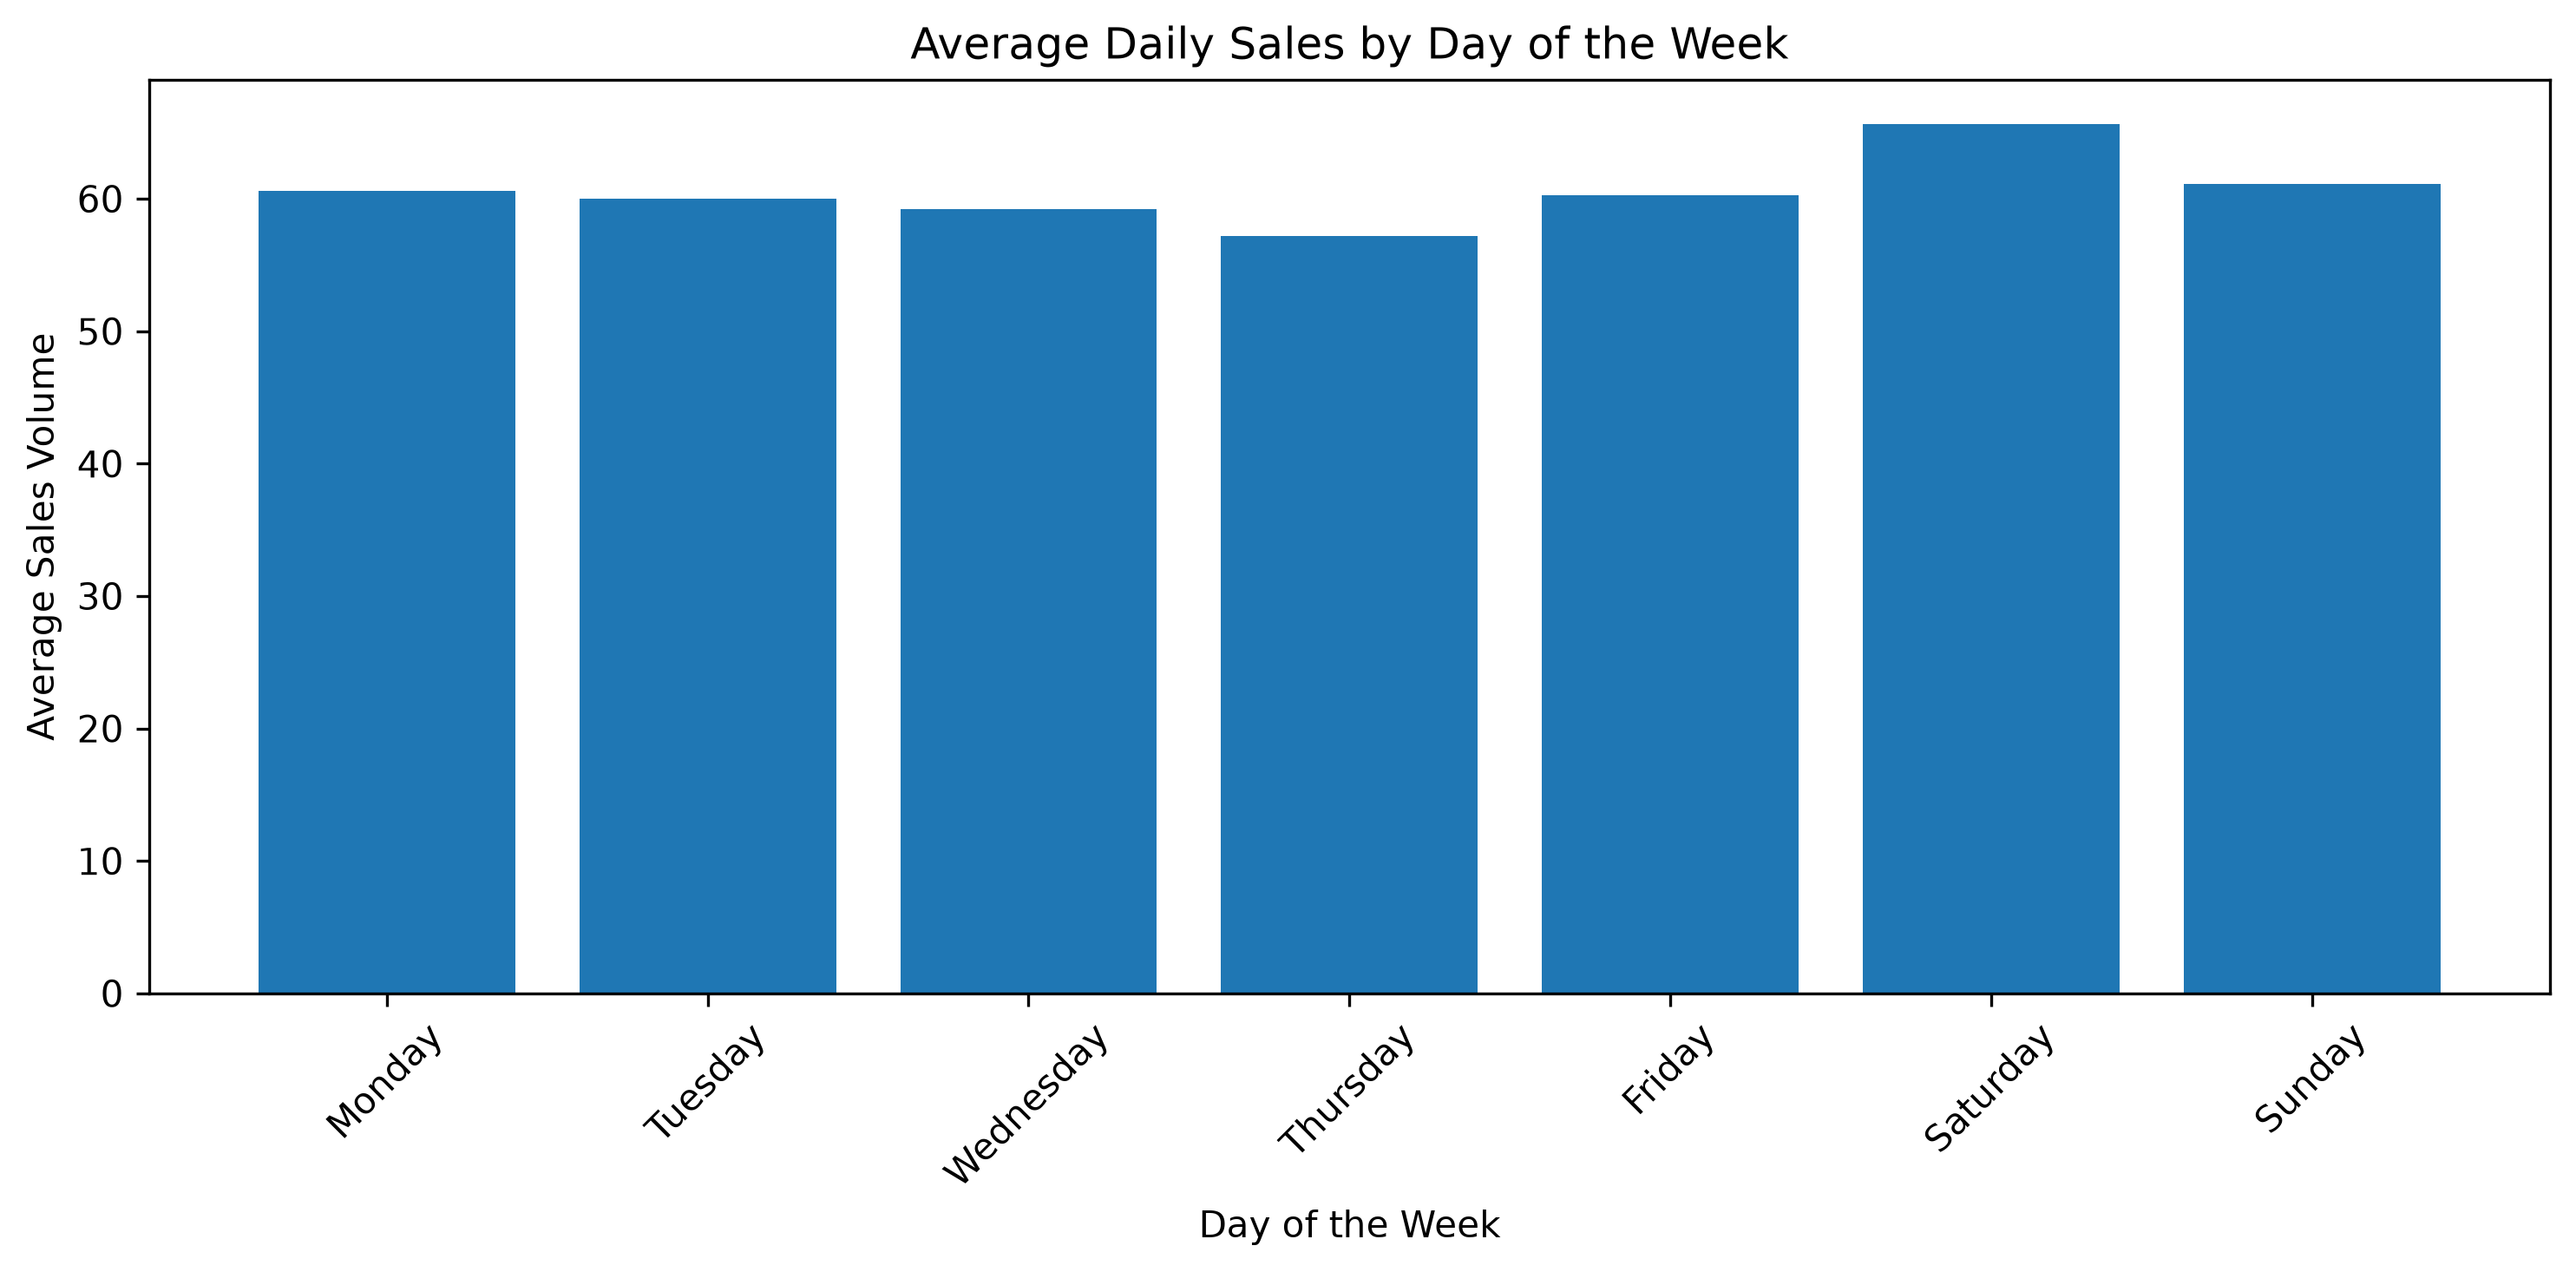 Average Daily Sales by Day of the Week
Average Sales Volume
60
50
40
30
20
10
0
Monday
Tuesday
Wednesday
Thursday
Friday
Saturday
Sunday
Day of the Week